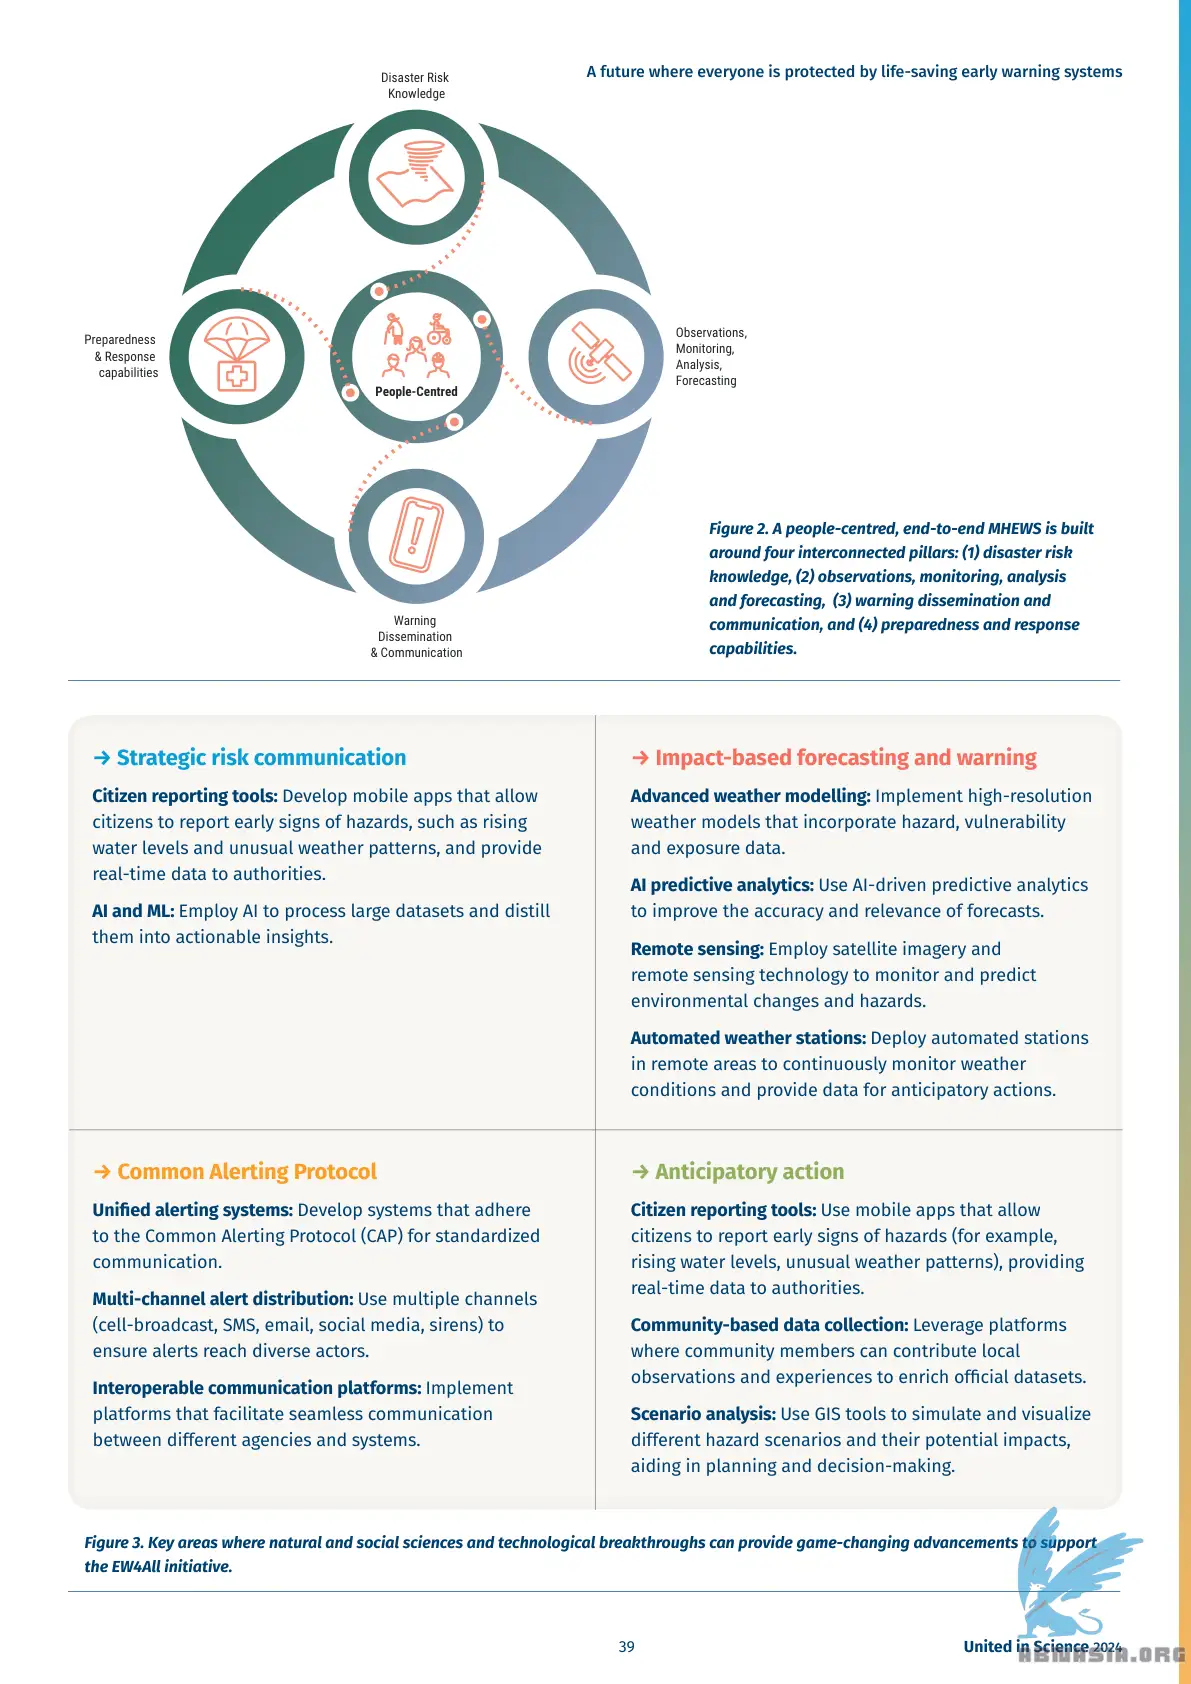 A future where everyone is protected by life-saving early warning systems
Disaster Risk
Knowledge
Preparedness
& Response
capabilities
People-Centred
Observations,
Monitoring,
Analysis,
Forecasting
Warning
Dissemination
& Communication
Figure 2. A people-centred, end-to-end MHEWS is built
around four interconnected pillars: (1) disaster risk
knowledge, (2) observations, monitoring, analysis
and forecasting, (3) warning dissemination and
communication, and (4) preparedness and response
capabilities.
→ Strategic risk communication
Citizen reporting tools: Develop mobile apps that allow
citizens to report early signs of hazards, such as rising
water levels and unusual weather patterns, and provide
real-time data to authorities.
AI and ML: Employ AI to process large datasets and distill
them into actionable insights.
→ Impact-based forecasting and warning
Advanced weather modelling: Implement high-resolution
weather models that incorporate hazard, vulnerability
and exposure data.
AI predictive analytics: Use AI-driven predictive analytics
to improve the accuracy and relevance of forecasts.
Remote sensing: Employ satellite imagery and
remote sensing technology to monitor and predict
environmental changes and hazards.
Automated weather stations: Deploy automated stations
in remote areas to continuously monitor weather
conditions and provide data for anticipatory actions.
→ Common Alerting Protocol
Unified alerting systems: Develop systems that adhere
to the Common Alerting Protocol (CAP) for standardized
communication.
Multi-channel alert distribution: Use multiple channels
(cell-broadcast, SMS, email, social media, sirens) to
ensure alerts reach diverse actors.
Interoperable communication platforms: Implement
platforms that facilitate seamless communication
between different agencies and systems.
→ Anticipatory action
Citizen reporting tools: Use mobile apps that allow
citizens to report early signs of hazards (for example,
rising water levels, unusual weather patterns), providing
real-time data to authorities.
Community-based data collection: Leverage platforms
where community members can contribute local
observations and experiences to enrich official datasets.
Scenario analysis: Use GIS tools to simulate and visualize
different hazard scenarios and their potential impacts,
aiding in planning and decision-making.
Figure 3. Key areas where natural and social sciences and technological breakthroughs can provide game-changing advancements to support
the EW4All initiative.
39
United in Science 2024
ABINASIA.ORG